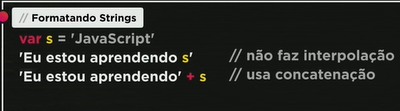 // Formatando Strings
var s = 'JavaScript'
'Eu estou aprendendo s' // não faz interpolação
'Eu estou aprendendo' + s // usa concatenação